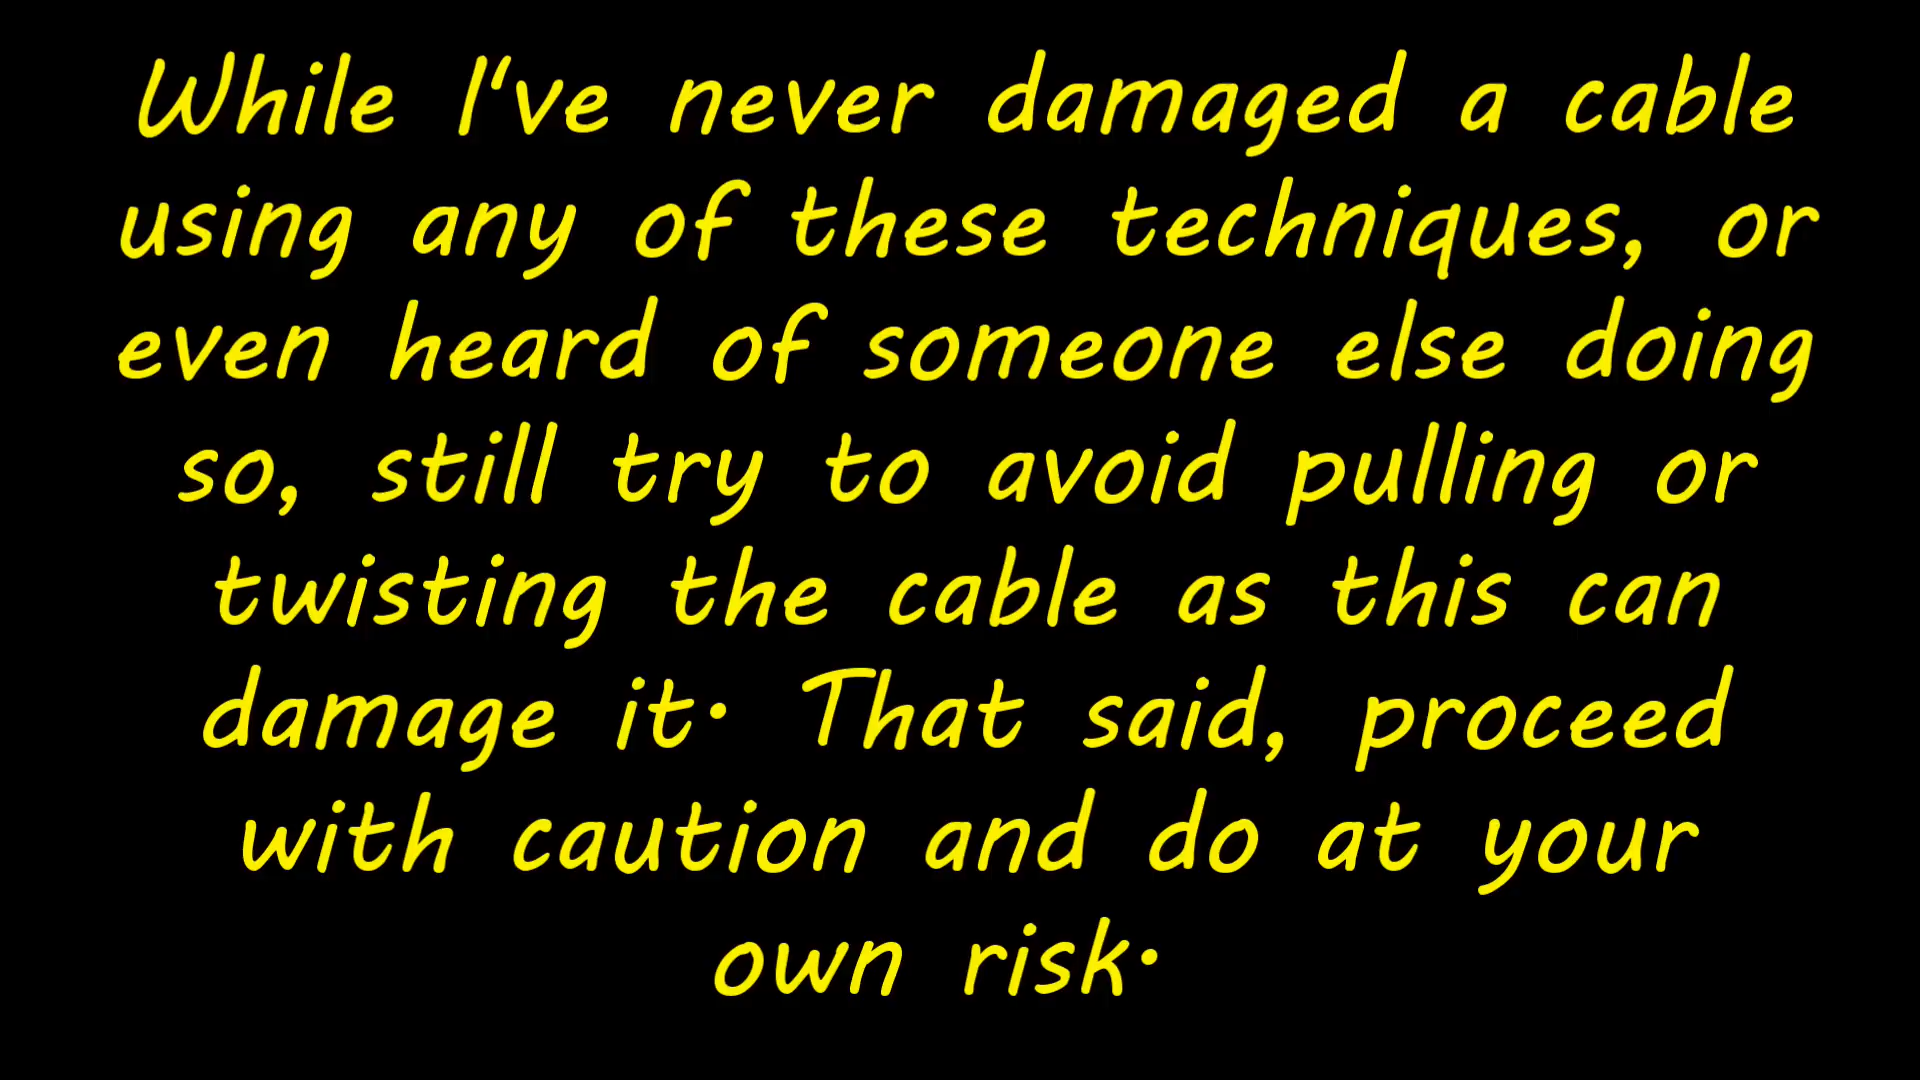 While I've never damaged a cable
using any of these techniques, or
even heard of someone else doing
so, still try to avoid pulling or
twisting the cable as this can
damage it. That said, proceed
with caution and do at your
own risk.